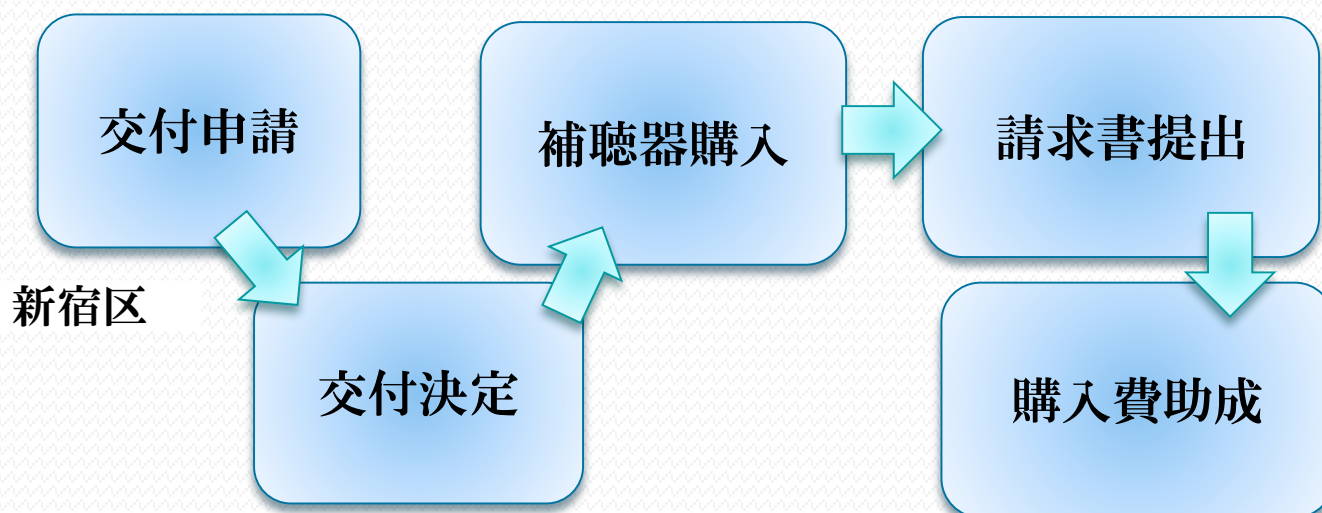 交付申請
補聴器購入
請求書提出
新宿区
交付決定
購入費助成